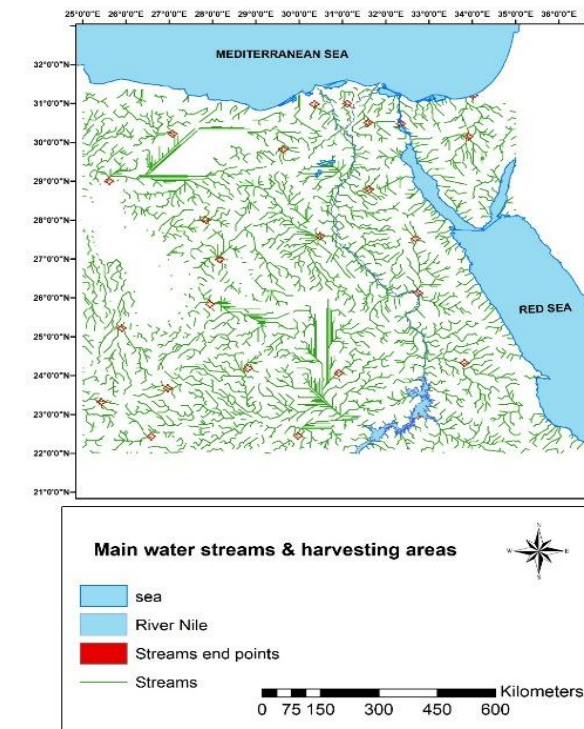 25°0'0"E 26°0'0"E 27°0'0"E 28°0'0"E 29°0'0"E 30°0'0"E 31°0'0"E 32°0'0"E 33°0'0"E 34°0'0"E 35°0'0"E 36°0'0"E
MEDITERRANEAN SEA
32°0'0"N
31°0'0"N
30°0'0"N
29°0'0"N
28°0'0"N
27°0'0"N
26°0'0"N
RED SEA
25°0'0"N
24°0'0"N
23°0'0"N
22°0'0"N
21°0'0"N
Main water streams & harvesting areas
N
W E
S
sea
River Nile
Streams end points
Streams
Kilometers
0 75 150 300 450 600